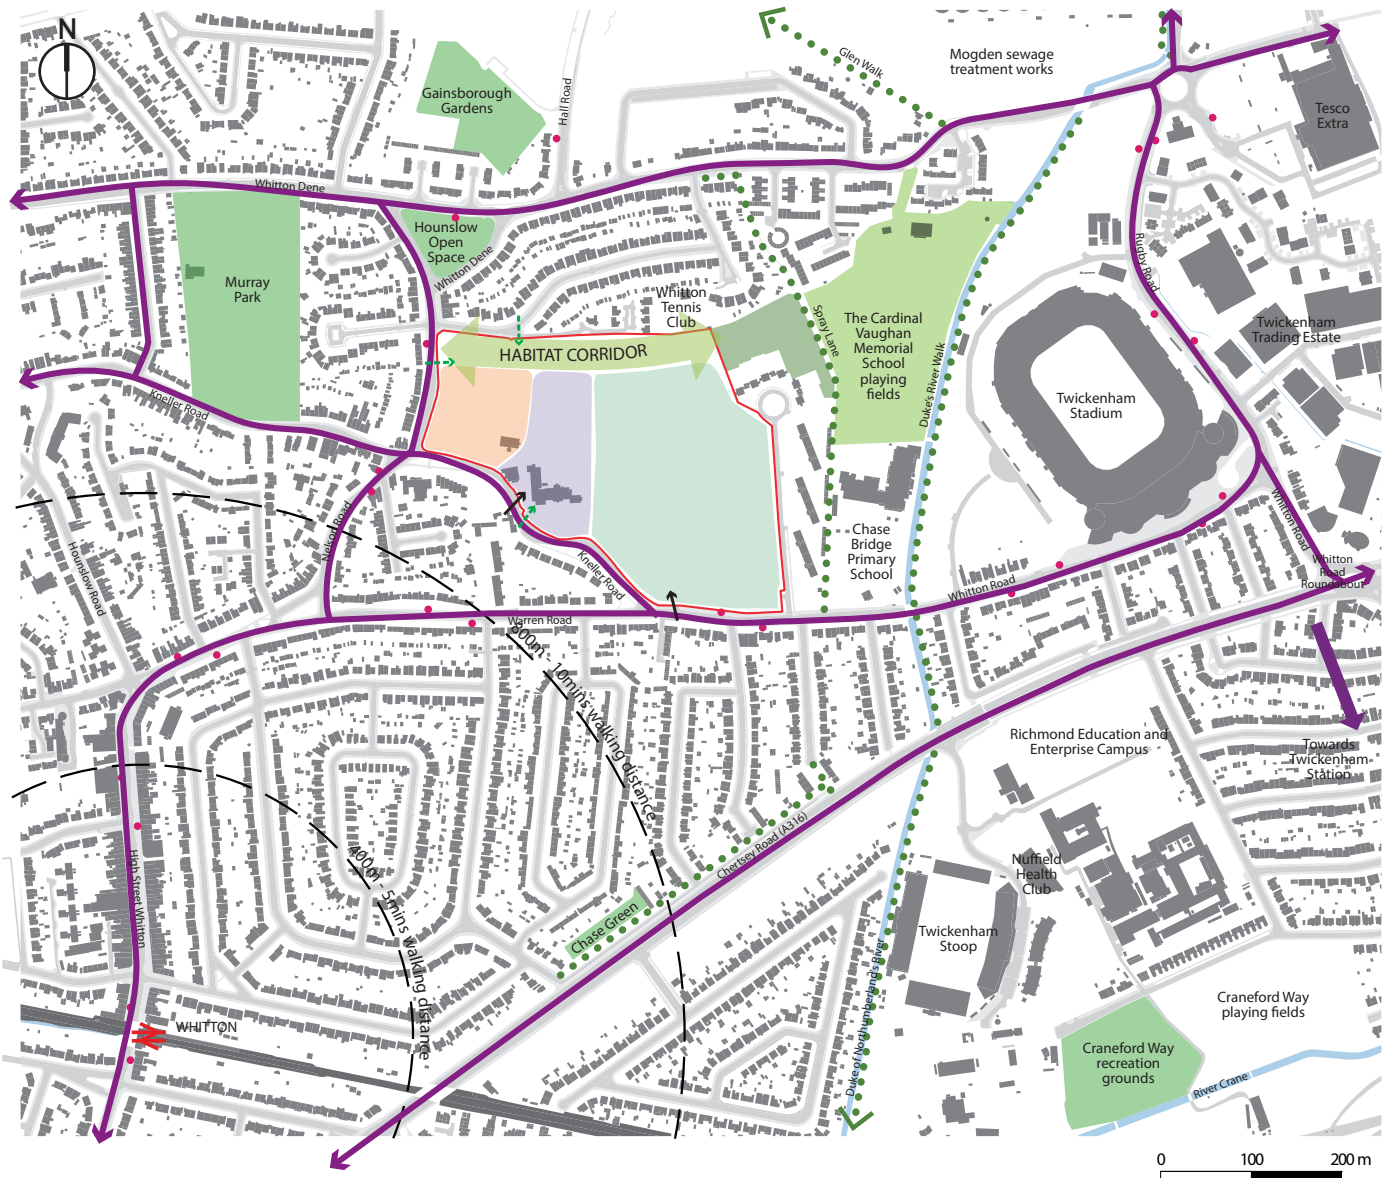 N
Glen Walk
Mogden sewage
treatment works
Gainsborough
Gardens
Hall Road
Tesco
Extra
Whitton Dene
Hounslow
Open
Space
Whitton Dene
Murray
Park
Rugby Road
Whitton
Tennis
Club
Spray Lane
The Cardinal
Vaughan
Memorial
School
playing
fields
Duke's River Walk
Twickenham
Trading Estate
HABITAT CORRIDOR
Twickenham
Stadium
Kneller Road
Nelson Road
Hounslow Road
Kneller Road
Chase
Bridge
Primary
School
Whitton Road
Whitton
Road
Roundabout
Whitton Road
Warren Road
800m - 10mins walking distance
Richmond Education and
Enterprise Campus
Towards
Twickenham
Station
400m - 5mins walking distance
High Street Whitton
Chertsey Road (A316)
Nuffield
Health
Club
Chase Green
Twickenham
Stoop
Duke of Northumberland's River
WHITTON
Craneford Way
playing fields
Craneford Way
recreation
grounds
River Crane
0 100 200 m